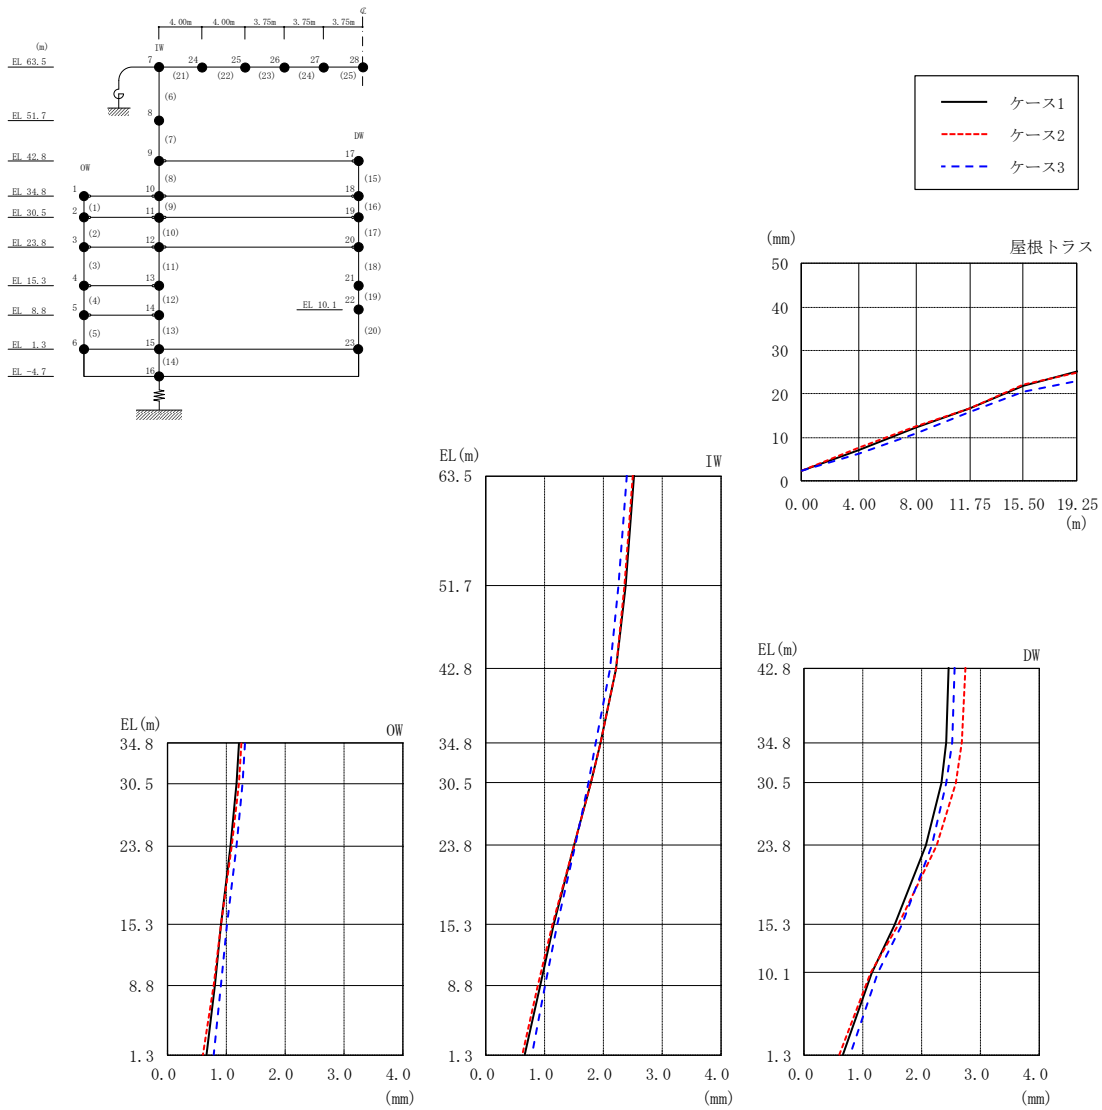 ℄
4.00m 4.00m 3.75m 3.75m 3.75m
(m) IW
EL 63.5 7 24 25 26 27 28
(21) (22) (23) (24) (25)
(6)
EL 51.7 8
(7) DW
EL 42.8 9 17
OW (8) (15)
EL 34.8 1 10 18
(1) (9) (16)
EL 30.5 2 11 19
(2) (10) (17)
EL 23.8 3 12 20
(3) (11) (18)
EL 15.3 4 13 21
(4) (12) EL 10.1 22 (19)
EL 8.8 5 14
(5) (13) (20)
EL 1.3 6 15 23
(14)
EL -4.7 16
ケース1
ケース2
ケース3
(mm) 屋根トラス
50
40
30
20
10
0
0.00 4.00 8.00 11.75 15.50 19.25
(m)
EL(m) IW
63.5
51.7
42.8
34.8
30.5
23.8
15.3
8.8
1.3
0.0 1.0 2.0 3.0 4.0
(mm)
EL(m) DW
42.8
34.8
30.5
23.8
15.3
10.1
1.3
0.0 1.0 2.0 3.0 4.0
(mm)
EL(m) OW
34.8
30.5
23.8
15.3
8.8
1.3
0.0 1.0 2.0 3.0 4.0
(mm)